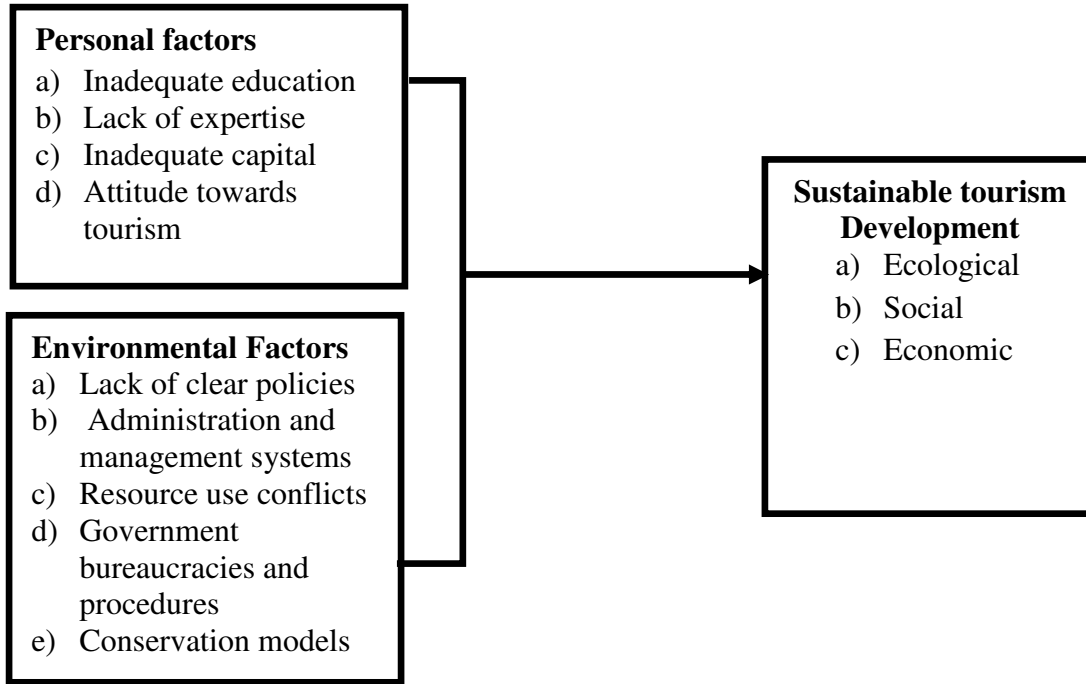 Personal factors
a) Inadequate education
b) Lack of expertise
c) Inadequate capital
d) Attitude towards
tourism
Environmental Factors
a) Lack of clear policies
b) Administration and
management systems
c) Resource use conflicts
d) Government
bureaucracies and
procedures
e) Conservation models
Sustainable tourism
Development
a) Ecological
b) Social
c) Economic